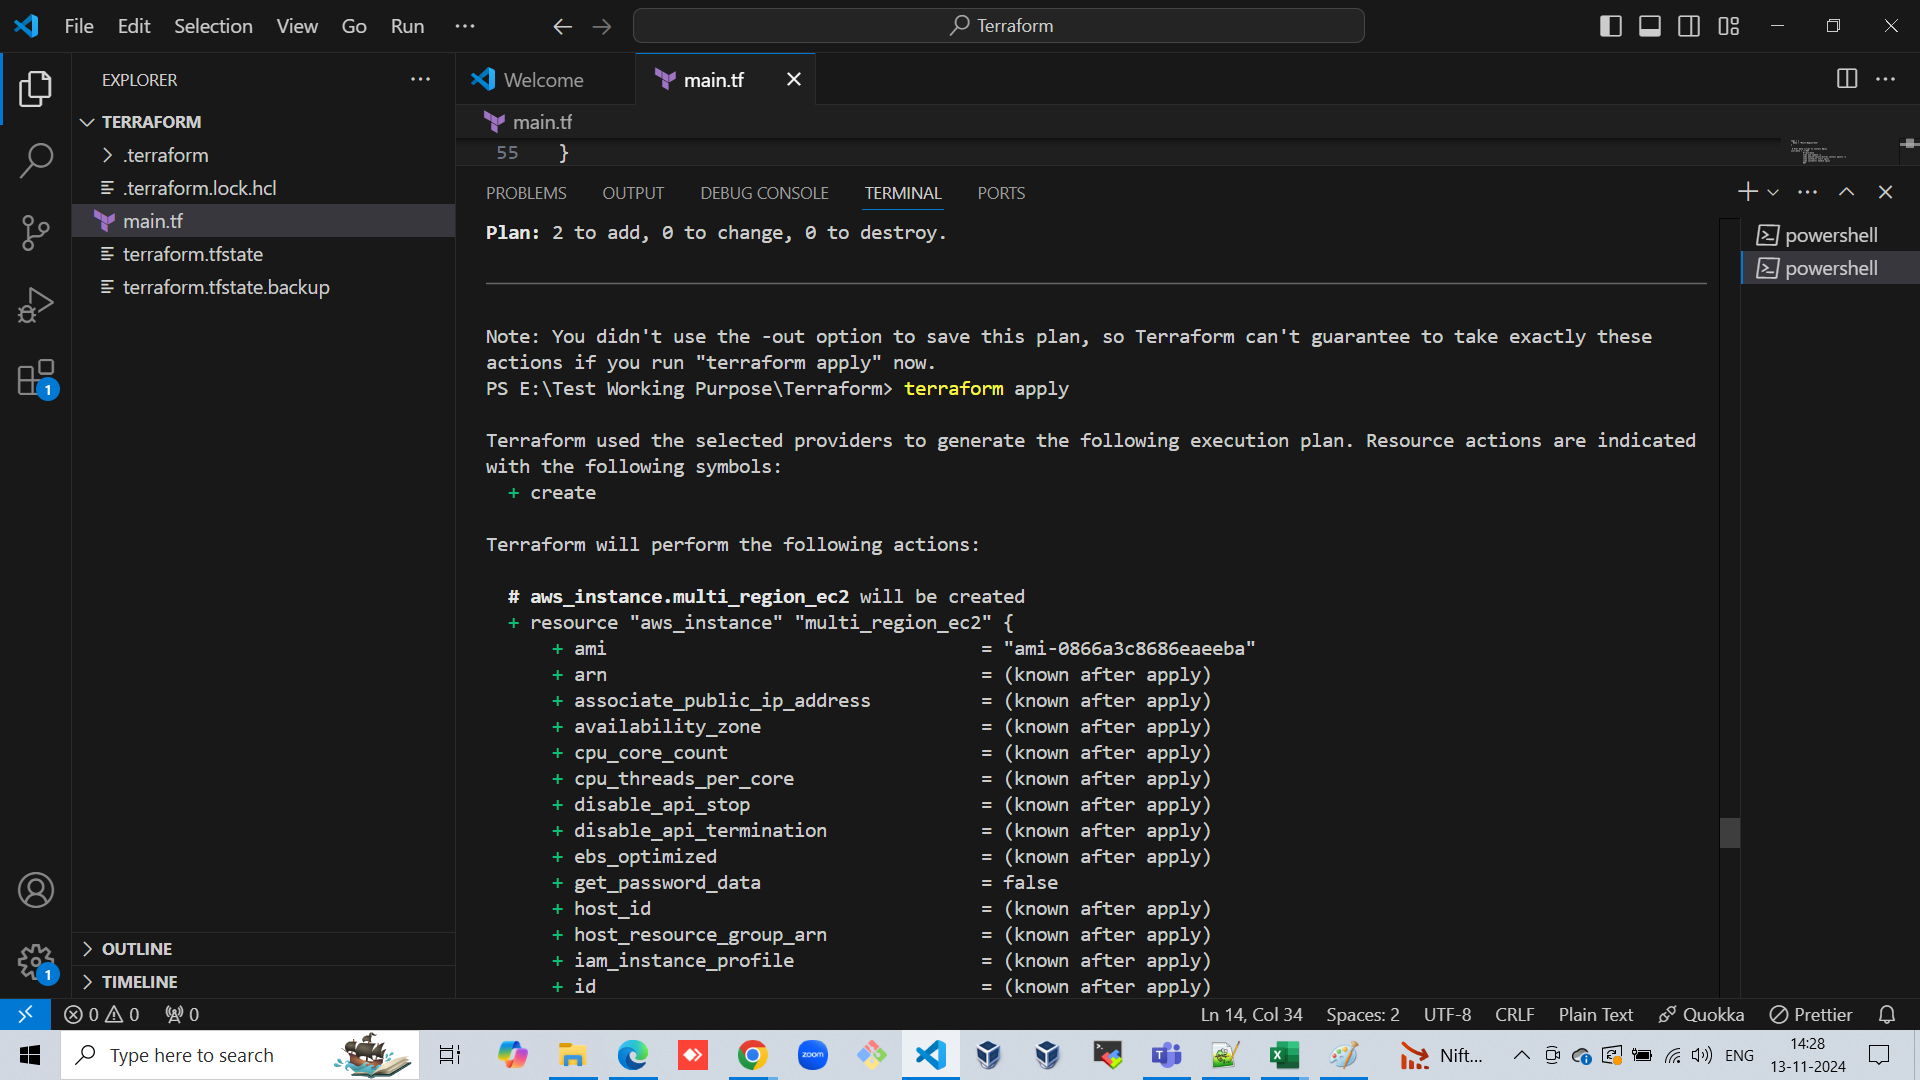 File Edit Selection View Go Run ···
Terraform
EXPLORER
TERRAFORM
.terraform
.terraform.lock.hcl
main.tf
terraform.tfstate
terraform.tfstate.backup
OUTLINE
TIMELINE
1
1
Welcome
main.tf
main.tf
55 }
PROBLEMS OUTPUT DEBUG CONSOLE TERMINAL PORTS
powershell
powershell
Plan: 2 to add, 0 to change, 0 to destroy.
Note: You didn't use the -out option to save this plan, so Terraform can't guarantee to take exactly these
actions if you run "terraform apply" now.
PS E:\Test Working Purpose\Terraform> terraform apply
Terraform used the selected providers to generate the following execution plan. Resource actions are indicated
with the following symbols:
+ create
Terraform will perform the following actions:
# aws_instance.multi_region_ec2 will be created
+ resource "aws_instance" "multi_region_ec2" {
+ ami = "ami-0866a3c8686eaeeba"
+ arn = (known after apply)
+ associate_public_ip_address = (known after apply)
+ availability_zone = (known after apply)
+ cpu_core_count = (known after apply)
+ cpu_threads_per_core = (known after apply)
+ disable_api_stop = (known after apply)
+ disable_api_termination = (known after apply)
+ ebs_optimized = (known after apply)
+ get_password_data = false
+ host_id = (known after apply)
+ host_resource_group_arn = (known after apply)
+ iam_instance_profile = (known after apply)
+ id = (known after apply)
0 0 0
Ln 14, Col 34 Spaces: 2 UTF-8 CRLF Plain Text Quokka Prettier
Type here to search
zoom
Nift...
ENG
14:28
13-11-2024